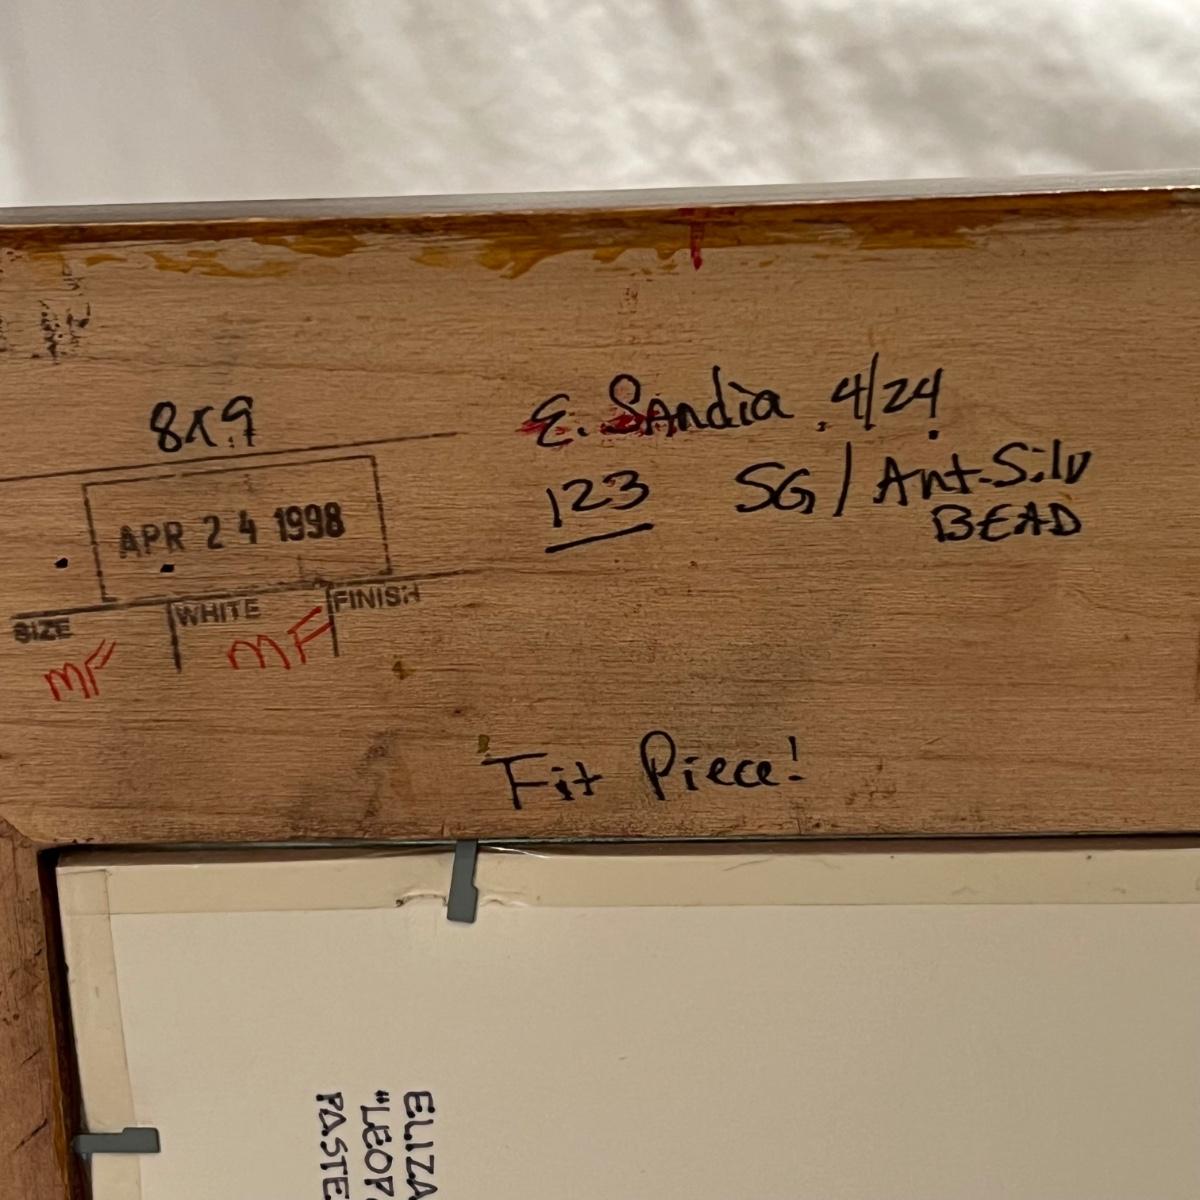 8x9
E. SAndia 4/24
123 SG / Ant-Silv
BEAD
APR 24 1998
SIZE WHITE FINISH
MF MF
Fit Piece!
ELIZA
"LEOP
PASTE